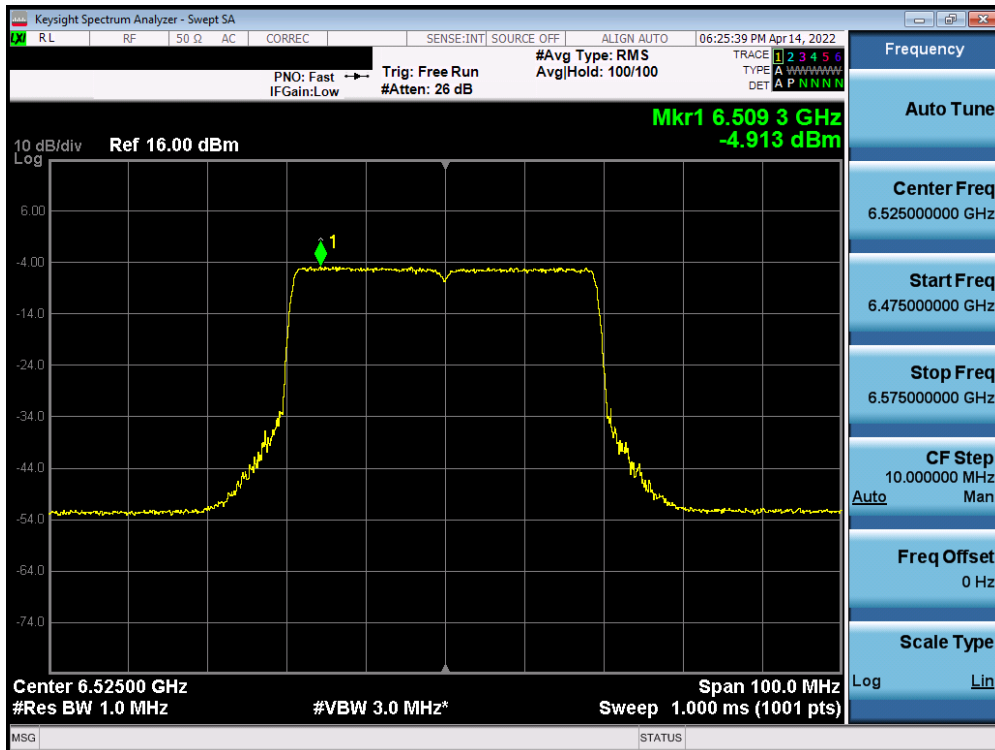 Keysight Spectrum Analyzer - Swept SA
LXI RL RF 50 Ω AC CORREC SENSE:INT SOURCE OFF ALIGN AUTO 06:25:39 PM Apr 14, 2022
PNO: Fast
IFGain:Low
Trig: Free Run
#Atten: 26 dB
#Avg Type: RMS
Avg|Hold: 100/100
TRACE 1 2 3 4 5 6
TYPE A WWWWW
DET A P N N N N
Mkr1 6.509 3 GHz
-4.913 dBm
10 dB/div Ref 16.00 dBm
Log
6.00
-4.00
-14.0
-24.0
-34.0
-44.0
-54.0
-64.0
-74.0
1
Center 6.52500 GHz Span 100.0 MHz
#Res BW 1.0 MHz #VBW 3.0 MHz* Sweep 1.000 ms (1001 pts)
MSG STATUS
Frequency
Auto Tune
Center Freq
6.525000000 GHz
Start Freq
6.475000000 GHz
Stop Freq
6.575000000 GHz
CF Step
10.000000 MHz
Auto Man
Freq Offset
0 Hz
Scale Type
Log Lin